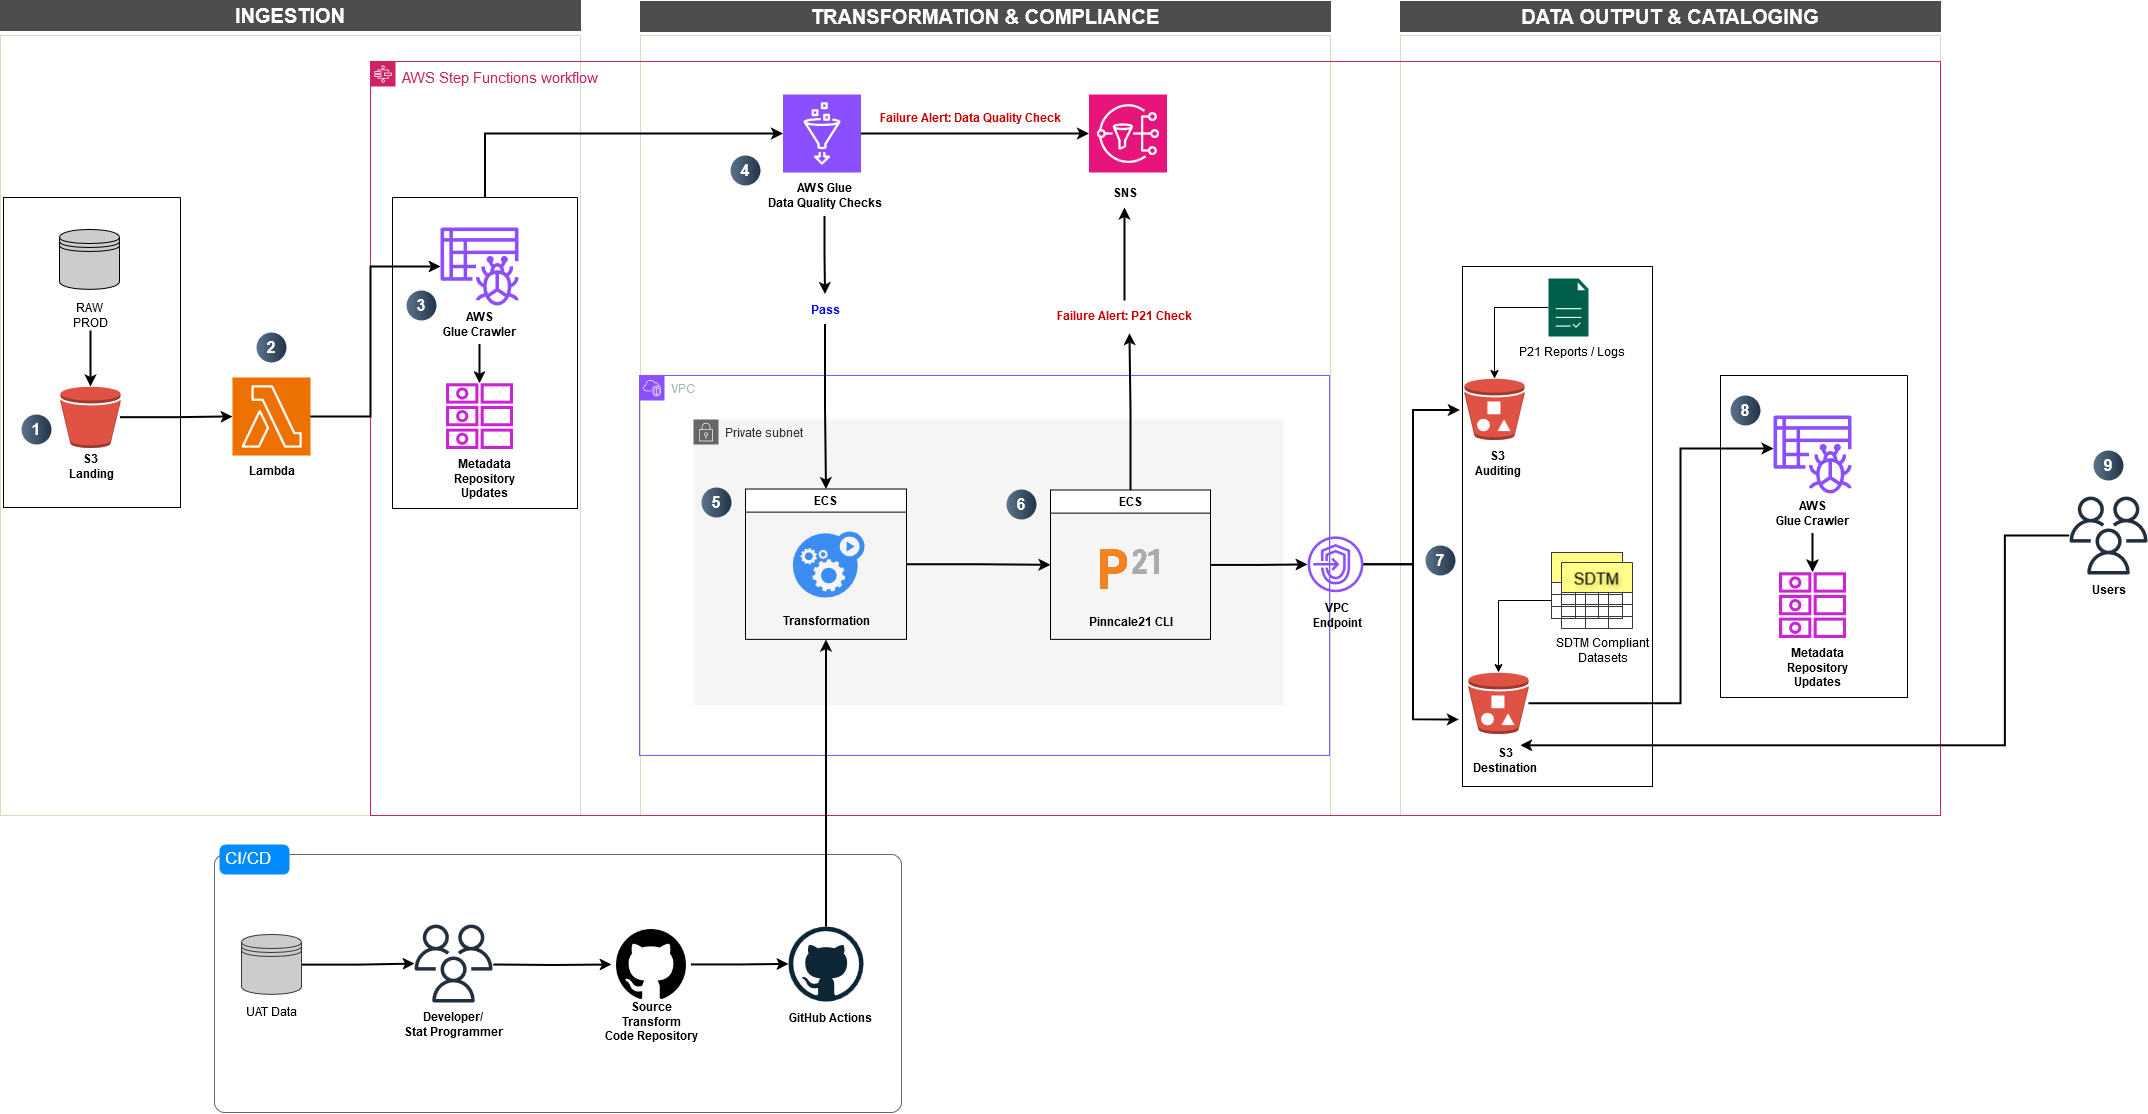 INGESTION
TRANSFORMATION & COMPLIANCE
DATA OUTPUT & CATALOGING
AWS Step Functions workflow
Failure Alert: Data Quality Check
4
AWS Glue
Data Quality Checks
SNS
RAW
PROD
1
S3
Landing
2
Lambda
3
AWS
Glue Crawler
Metadata
Repository
Updates
Pass
Failure Alert: P21 Check
VPC
Private subnet
5
ECS
Transformation
6
ECS
P21
Pinncale21 CLI
VPC
Endpoint
7
P21 Reports / Logs
S3
Auditing
SDTM
SDTM Compliant
Datasets
S3
Destination
8
AWS
Glue Crawler
Metadata
Repository
Updates
9
Users
CI/CD
UAT Data
Developer/
Stat Programmer
Source
Transform
Code Repository
GitHub Actions